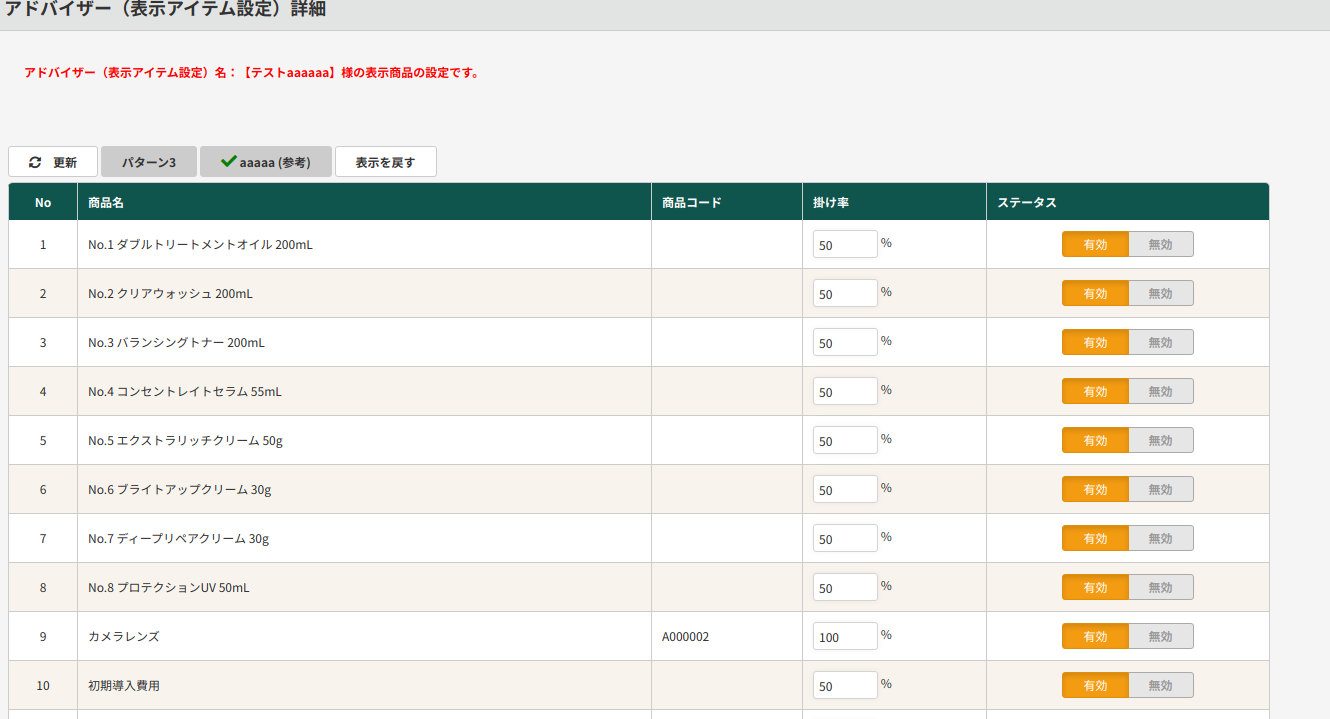 アドバイザー（表示アイテム設定）詳細
アドバイザー（表示アイテム設定）名：【テストaaaaaa】様の表示商品の設定です。
更新 パターン3 aaaaa (参考) 表示を戻す
No 商品名 商品コード 掛け率 ステータス
1 No.1 ダブルトリートメントオイル 200mL 50 % 有効 無効
2 No.2 クリアウォッシュ 200mL 50 % 有効 無効
3 No.3 バランシングトナー 200mL 50 % 有効 無効
4 No.4 コンセントレイトセラム 55mL 50 % 有効 無効
5 No.5 エクストラリッチクリーム 50g 50 % 有効 無効
6 No.6 ブライトアップクリーム 30g 50 % 有効 無効
7 No.7 ディープリペアクリーム 30g 50 % 有効 無効
8 No.8 プロテクションUV 50mL 50 % 有効 無効
9 カメラレンズ A000002 100 % 有効 無効
10 初期導入費用 50 % 有効 無効